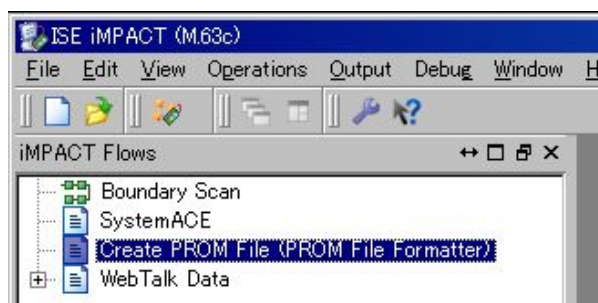 ISE iMPACT (M.63c)
File Edit View Operations Output Debug Window H
iMPACT Flows
Boundary Scan
SystemACE
Create PROM File (PROM File Formatter)
WebTalk Data